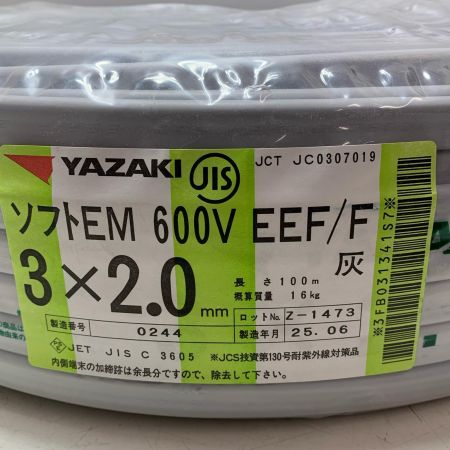 YAZAKI JIS JCT JC0307019
ソフトEM 600V EEF/F
3×2.0mm 灰
長さ 100m
概算質量 16kg
ロットNo. Z-1473
製造番号 0244 製造年月 25.06
PSE JET JIS C 3605 ※JCS技資第130号耐紫外線対策品
内側端末の加締跡は余長分ですので、除去して下さい。
※3FB031341S7※